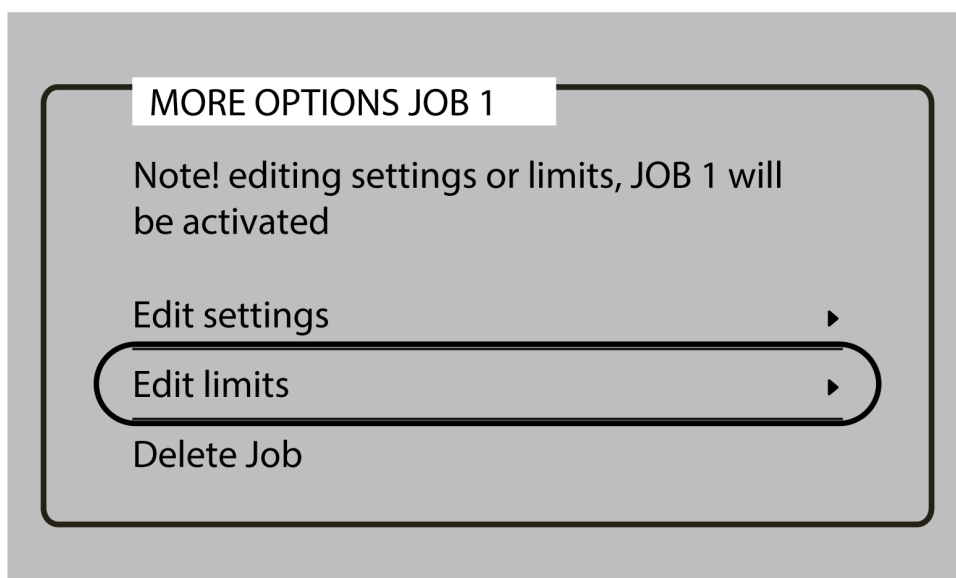 MORE OPTIONS JOB 1
Note! editing settings or limits, JOB 1 will
be activated
Edit settings
Edit limits
Delete Job